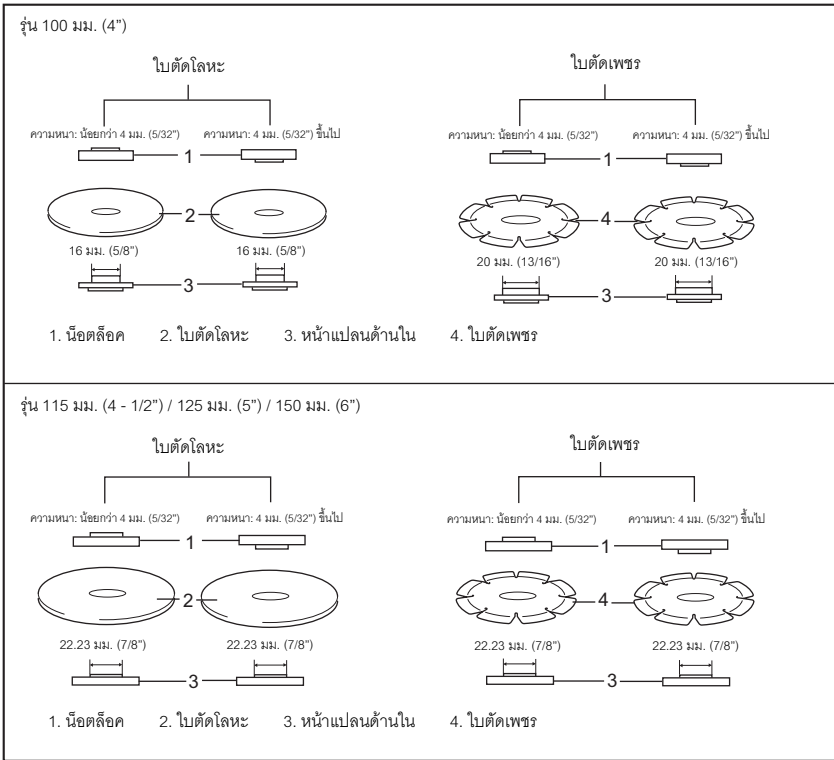 รุ่น 100 มม. (4”)
ใบตัดโลหะ
ใบตัดเพชร
ความหนา: น้อยกว่า 4 มม. (5/32")
ความหนา: 4 มม. (5/32") ขึ้นไป
ความหนา: น้อยกว่า 4 มม. (5/32")
ความหนา: 4 มม. (5/32") ขึ้นไป
1
1
2
4
16 มม. (5/8")
16 มม. (5/8")
20 มม. (13/16")
20 มม. (13/16")
3
3
1. น็อตล็อค 2. ใบตัดโลหะ 3. หน้าแปลนด้านใน 4. ใบตัดเพชร
รุ่น 115 มม. (4 - 1/2”) / 125 มม. (5”) / 150 มม. (6”)
ใบตัดโลหะ
ใบตัดเพชร
ความหนา: น้อยกว่า 4 มม. (5/32")
ความหนา: 4 มม. (5/32") ขึ้นไป
ความหนา: น้อยกว่า 4 มม. (5/32")
ความหนา: 4 มม. (5/32") ขึ้นไป
1
1
2
4
22.23 มม. (7/8")
22.23 มม. (7/8")
22.23 มม. (7/8")
22.23 มม. (7/8")
3
3
1. น็อตล็อค 2. ใบตัดโลหะ 3. หน้าแปลนด้านใน 4. ใบตัดเพชร